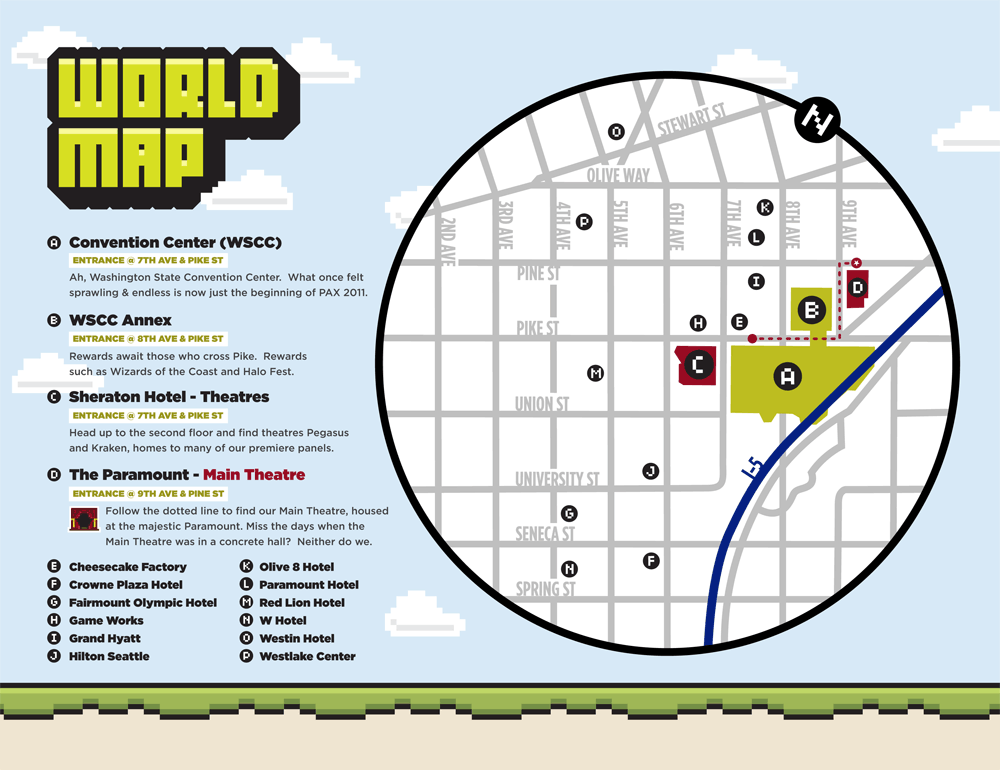 WORLD
MAP
A Convention Center (WSCC)
ENTRANCE @ 7TH AVE & PIKE ST
Ah, Washington State Convention Center.  What once felt
sprawling & endless is now just the beginning of PAX 2011.
B WSCC Annex
ENTRANCE @ 8TH AVE & PIKE ST
Rewards await those who cross Pike.  Rewards
such as Wizards of the Coast and Halo Fest.
C Sheraton Hotel - Theatres
ENTRANCE @ 7TH AVE & PIKE ST
Head up to the second floor and find theatres Pegasus
and Kraken, homes to many of our premiere panels.
D The Paramount - Main Theatre
ENTRANCE @ 9TH AVE & PINE ST
Follow the dotted line to find our Main Theatre, housed
at the majestic Paramount. Miss the days when the
Main Theatre was in a concrete hall?  Neither do we.
E Cheesecake Factory
F Crowne Plaza Hotel
G Fairmount Olympic Hotel
H Game Works
I Grand Hyatt
J Hilton Seattle
K Olive 8 Hotel
L Paramount Hotel
M Red Lion Hotel
N W Hotel
O Westin Hotel
P Westlake Center
N
STEWART ST
O
OLIVE WAY
2ND AVE
3RD AVE
4TH AVE
5TH AVE
6TH AVE
7TH AVE
8TH AVE
9TH AVE
K
P
L
PINE ST
I
D
B
H
E
PIKE ST
C
A
M
UNION ST
I-5
J
UNIVERSITY ST
G
SENECA ST
F
N
SPRING ST